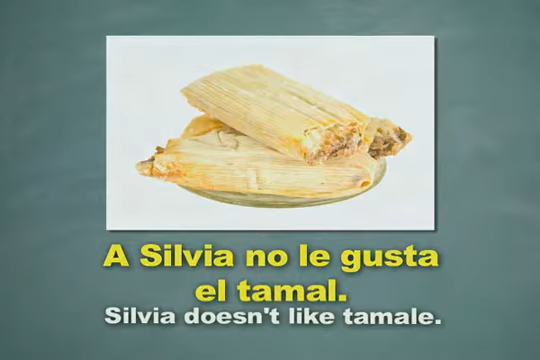 A Silvia no le gusta
el tamal.
Silvia doesn't like tamale.